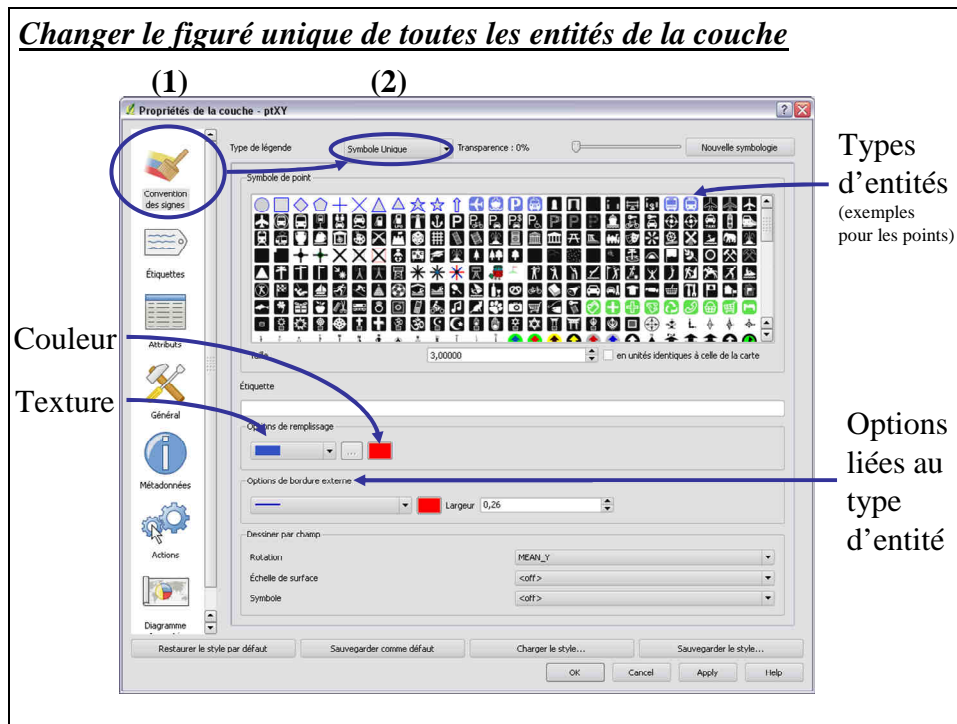 Changer le figuré unique de toutes les entités de la couche
(1) (2)
Propriétés de la couche - ptXY
Type de légende Symbole Unique Transparence : 0% Nouvelle symbologie
Types
d'entités
(exemples
pour les points)
Symbole de point
Convention
des signes
Étiquettes
Attributs
Général
Métadonnées
Actions
Diagramme
Couleur
Texture
Taille 3,00000 en unités identiques à celle de la carte
Étiquette
Options de remplissage
...
Options de bordure externe
Largeur 0,26
Options
liées au
type
d'entité
Dessiner par champ
Rotation MEAN_Y
Échelle de surface <off>
Symbole <off>
Restaurer le style par défaut Sauvegarder comme défaut Charger le style... Sauvegarder le style...
OK Cancel Apply Help